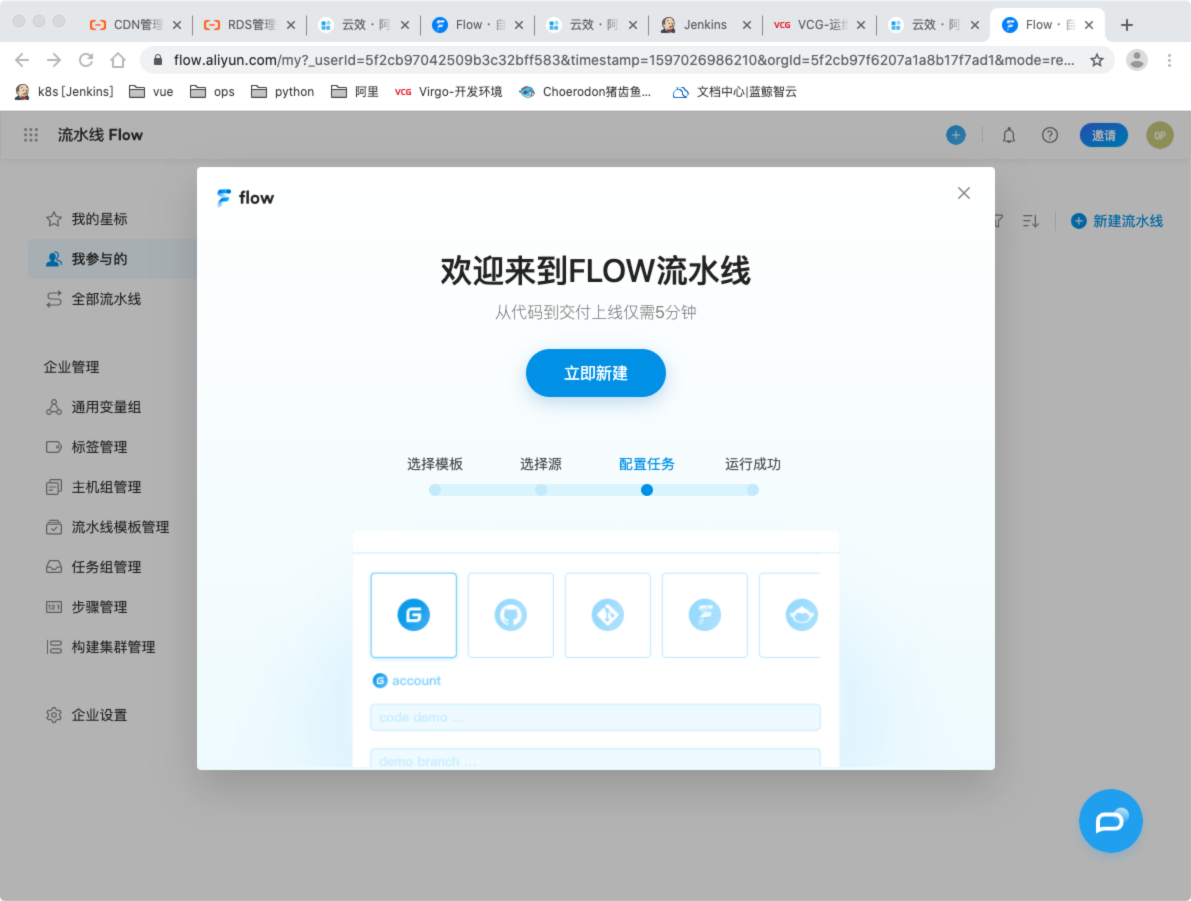 CDN管理
RDS管理
云效 · 阿
Flow · 自
云效 · 阿
Jenkins
VCG VCG-运维
云效 · 阿
Flow · 自
flow.aliyun.com/my?_userId=5f2cb97042509b3c32bff583&timestamp=1597026986210&orgId=5f2cb97f6207a1a8b17f7ad1&mode=re...
k8s [Jenkins]
vue
ops
python
阿里
VCG Virgo-开发环境
Choerodon猪齿鱼...
文档中心|蓝鲸智云
流水线 Flow
邀请
OP
我的星标
我参与的
全部流水线
新建流水线
企业管理
通用变量组
标签管理
主机组管理
流水线模板管理
任务组管理
步骤管理
构建集群管理
企业设置
flow
欢迎来到FLOW流水线
从代码到交付上线仅需5分钟
立即新建
选择模板
选择源
配置任务
运行成功
account
code demo ...
demo branch ...